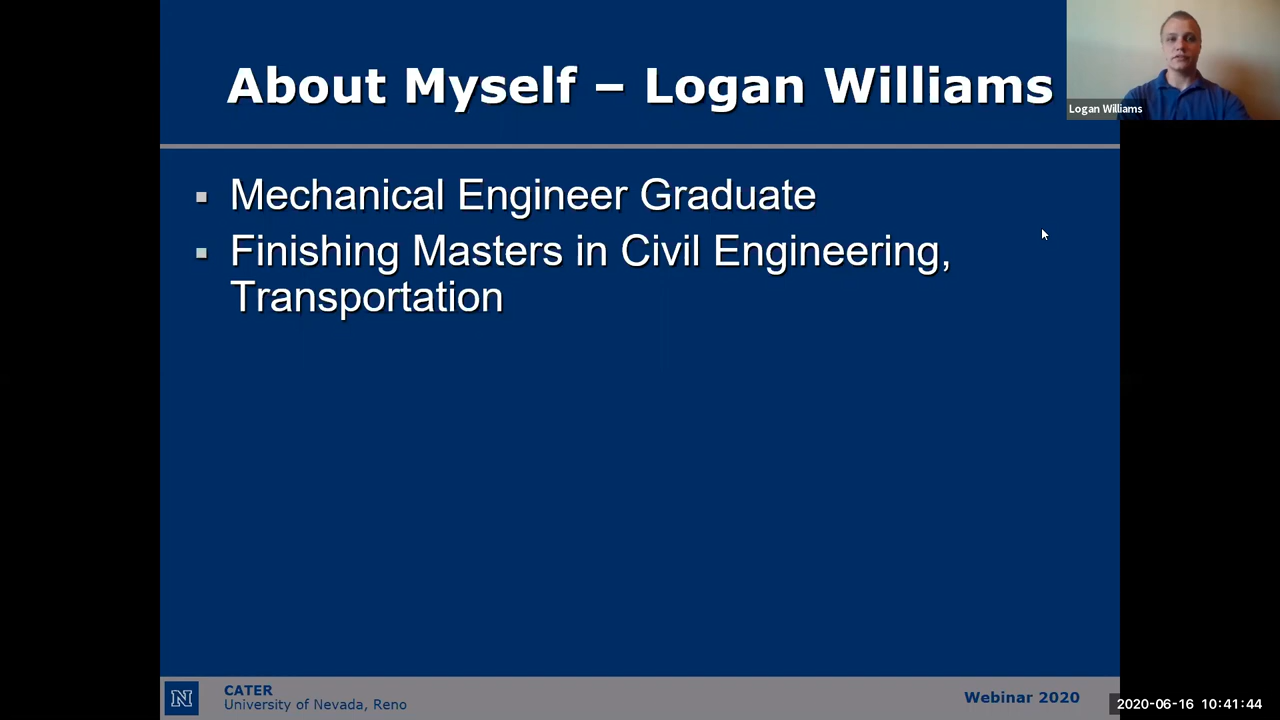 About Myself – Logan Williams
Logan Williams
Mechanical Engineer Graduate
Finishing Masters in Civil Engineering,
Transportation
N
CATER
University of Nevada, Reno
Webinar 2020
2020-06-16 10:41:44